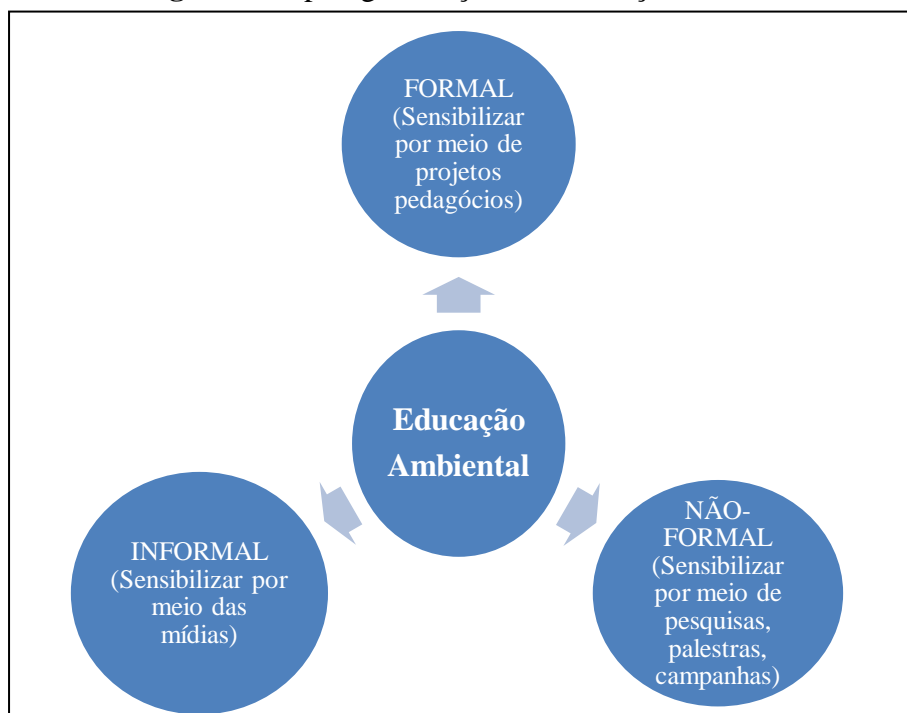 FORMAL
(Sensibilizar
por meio de
projetos
pedagócios)
Educação
Ambiental
INFORMAL
(Sensibilizar por
meio das
mídias)
NÃO-
FORMAL
(Sensibilizar
por meio de
pesquisas,
palestras,
campanhas)